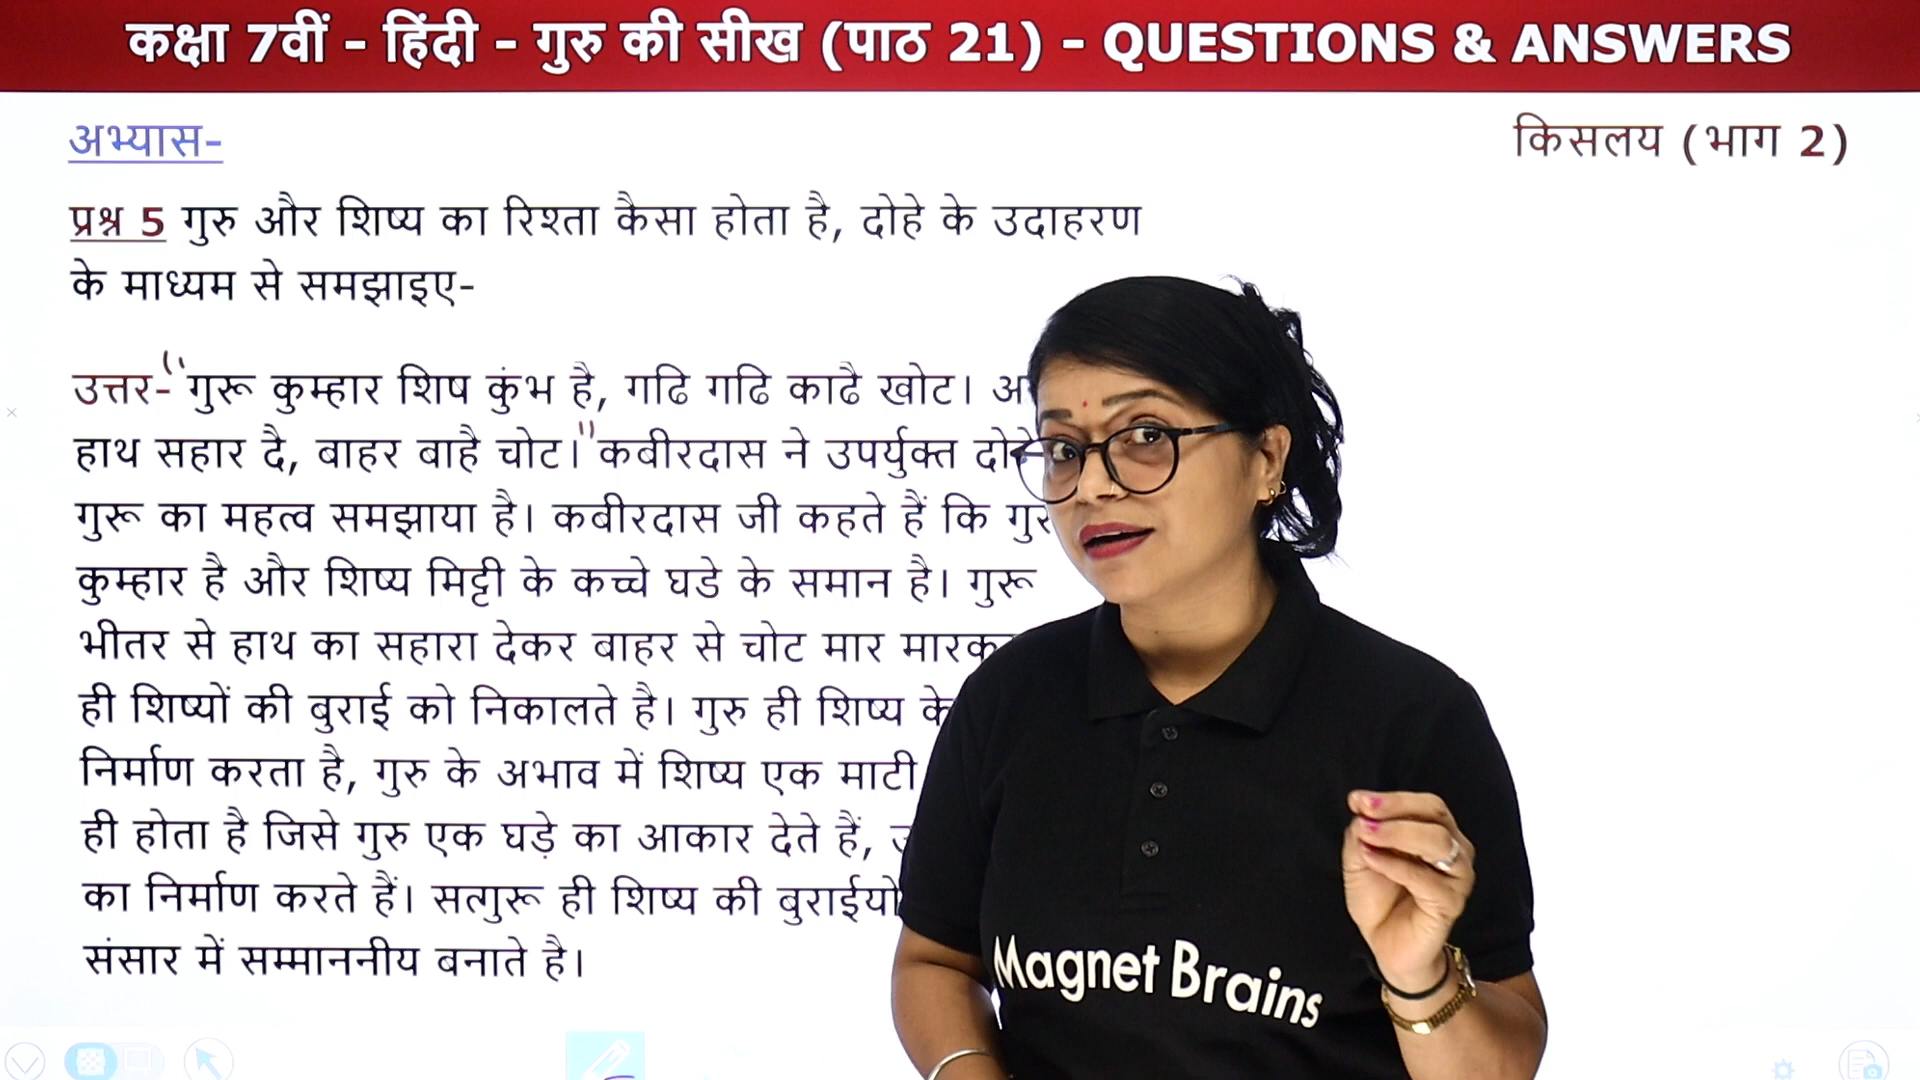 कक्षा 7वीं - हिंदी - गुरु की सीख (पाठ 21) - QUESTIONS & ANSWERS
अभ्यास-
किसलय (भाग 2)
प्रश्न 5 गुरु और शिष्य का रिश्ता कैसा होता है, दोहे के उदाहरण
के माध्यम से समझाइए-
उत्तर-"गुरू कुम्हार शिष कुंभ है, गढि गढि काढै खोट।
हाथ सहार दै, बाहर बाहै चोट।"कबीरदास ने उपर्युक्त
गुरू का महत्व समझाया है। कबीरदास जी कहते हैं कि
कुम्हार है और शिष्य मिट्टी के कच्चे घडे के समान है। गुरू
भीतर से हाथ का सहारा देकर बाहर से चोट मार
ही शिष्यों की बुराई को निकालते है। गुरु ही शिष्य के
निर्माण करता है, गुरु के अभाव में शिष्य एक माटी
ही होता है जिसे गुरु एक घड़े का आकार देते हैं,
का निर्माण करते हैं। सत्गुरू ही शिष्य की
संसार में सम्माननीय बनाते है।
Magnet Brains